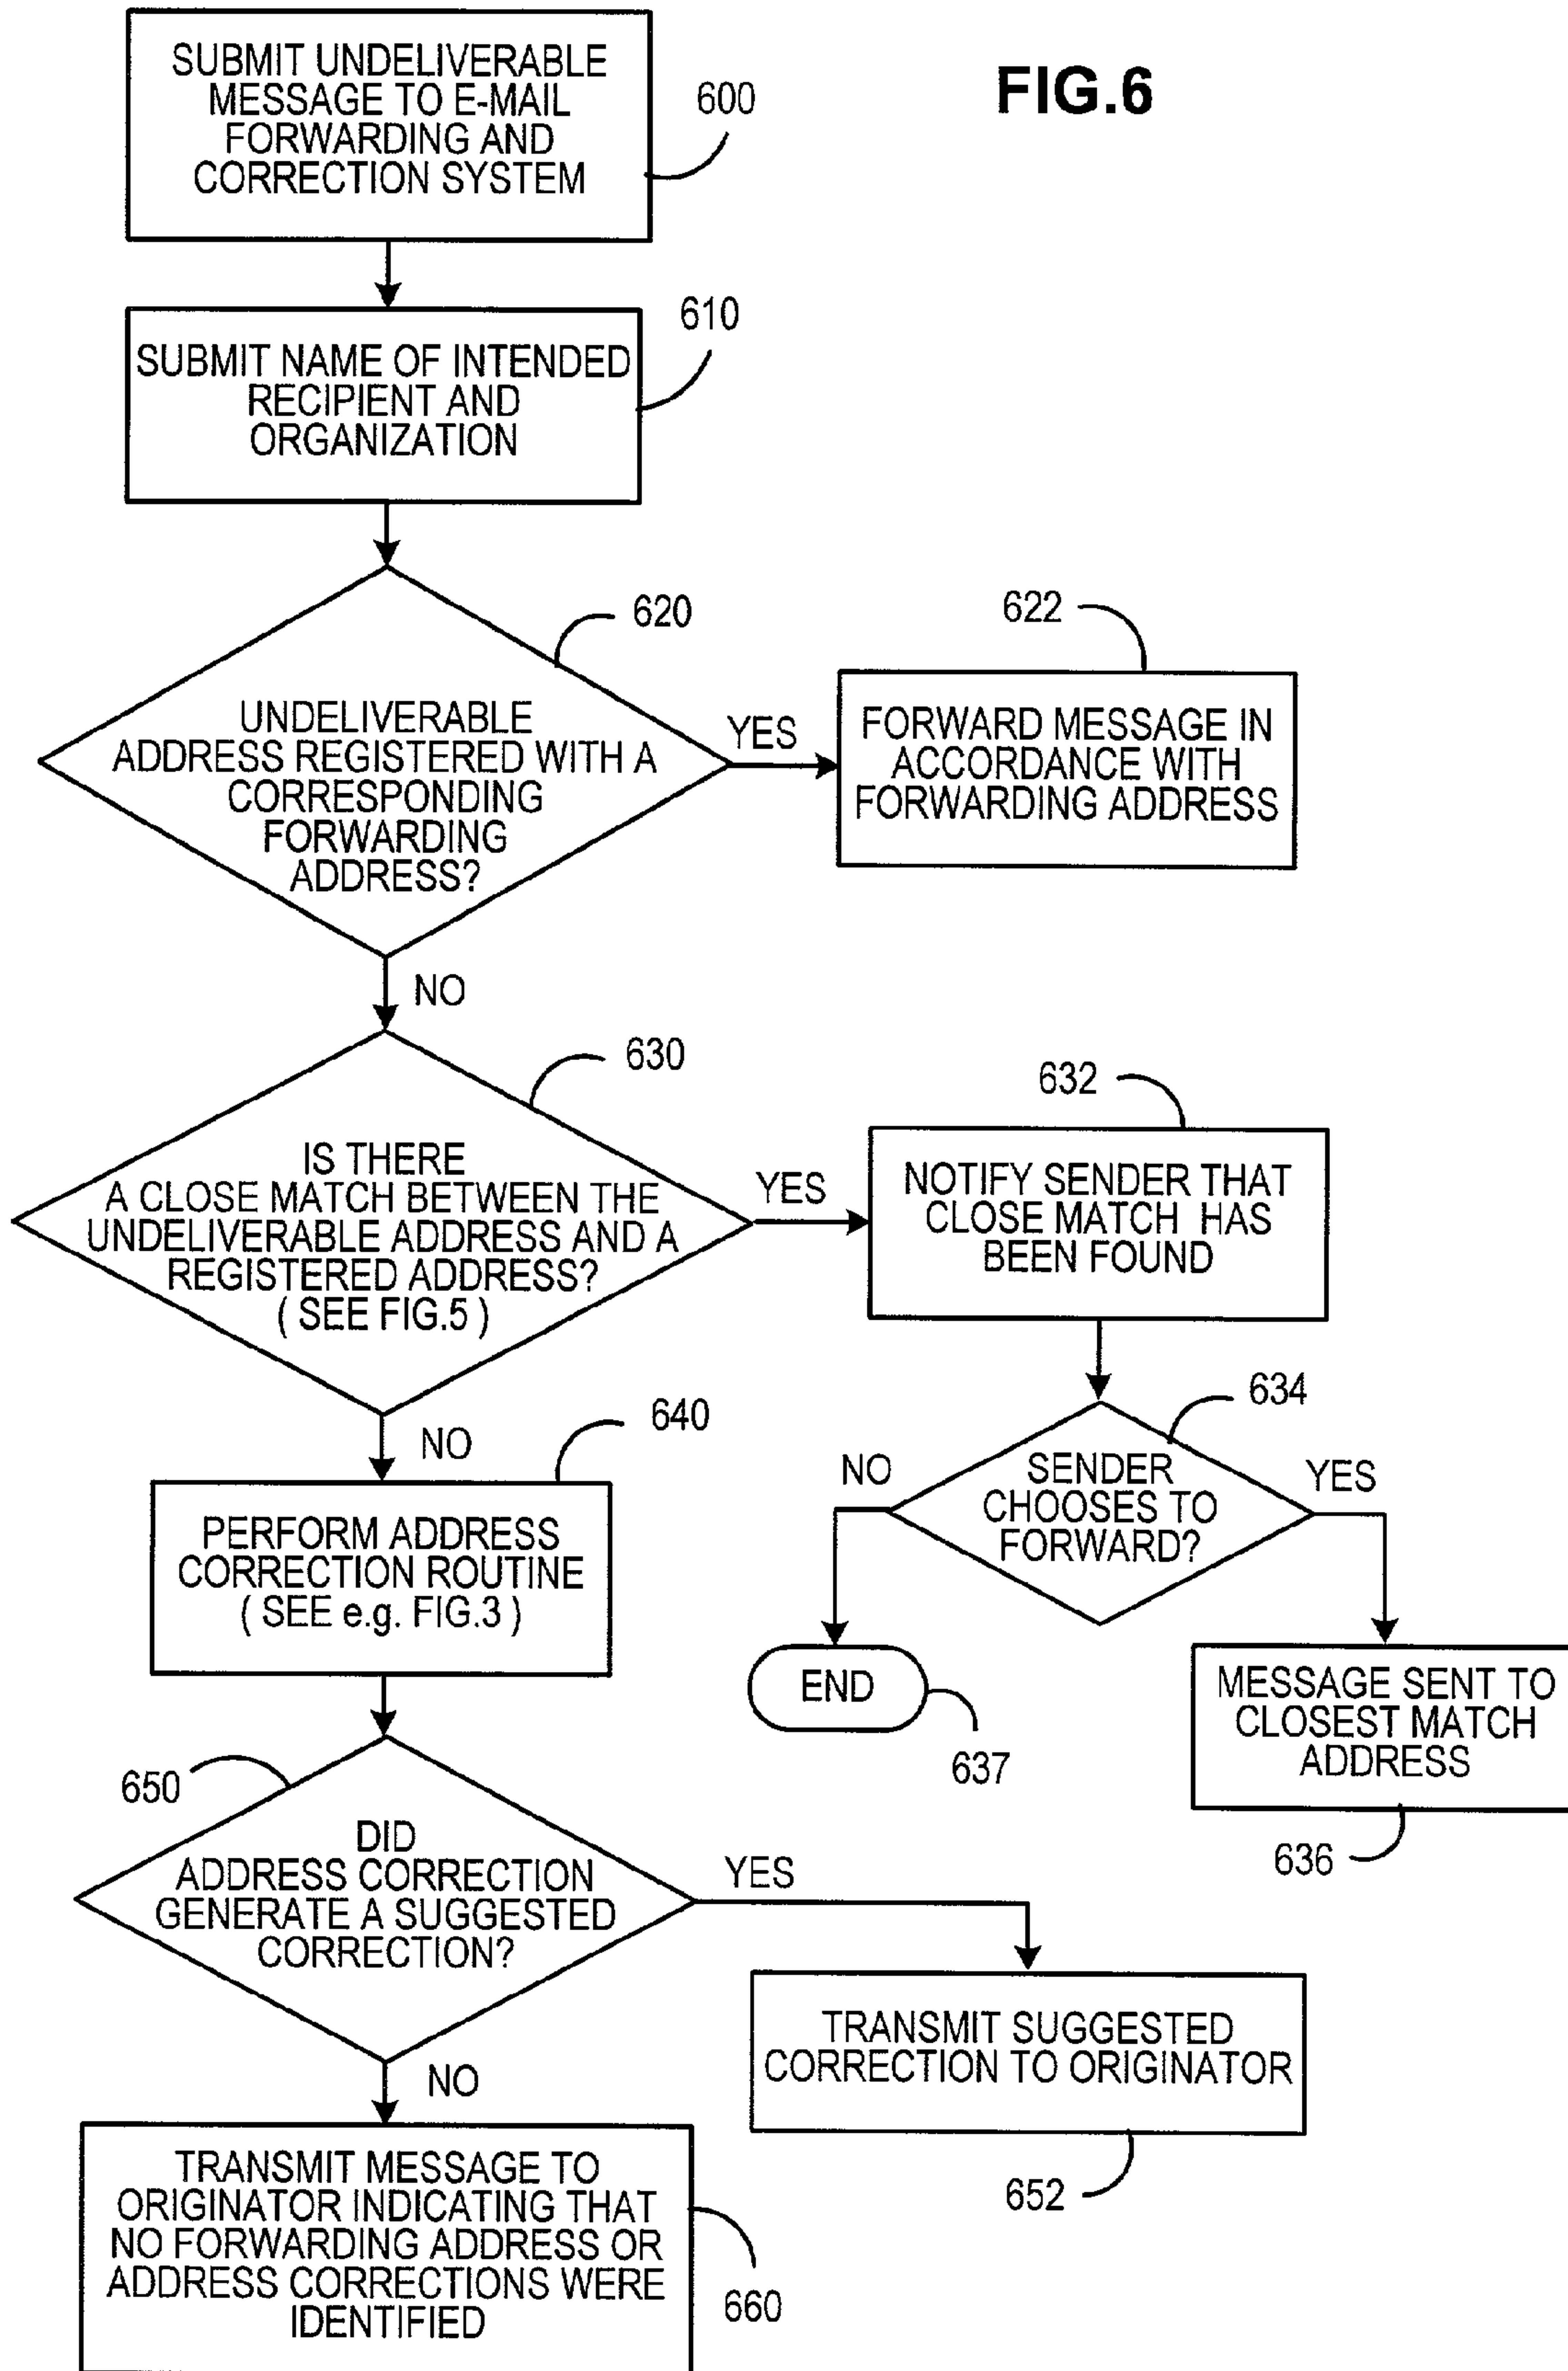 SUBMIT UNDELIVERABLE
MESSAGE TO E-MAIL
FORWARDING AND
CORRECTION SYSTEM
600
FIG.6
610
SUBMIT NAME OF INTENDED
RECIPIENT AND
ORGANIZATION
620
UNDELIVERABLE
ADDRESS REGISTERED WITH A
CORRESPONDING
FORWARDING
ADDRESS?
YES
622
FORWARD MESSAGE IN
ACCORDANCE WITH
FORWARDING ADDRESS
NO
630
IS THERE
A CLOSE MATCH BETWEEN THE
UNDELIVERABLE ADDRESS AND A
REGISTERED ADDRESS?
( SEE FIG.5 )
YES
632
NOTIFY SENDER THAT
CLOSE MATCH HAS
BEEN FOUND
634
SENDER
CHOOSES TO
FORWARD?
NO
YES
END
637
MESSAGE SENT TO
CLOSEST MATCH
ADDRESS
636
NO
640
PERFORM ADDRESS
CORRECTION ROUTINE
( SEE e.g. FIG.3 )
650
DID
ADDRESS CORRECTION
GENERATE A SUGGESTED
CORRECTION?
YES
TRANSMIT SUGGESTED
CORRECTION TO ORIGINATOR
652
NO
TRANSMIT MESSAGE TO
ORIGINATOR INDICATING THAT
NO FORWARDING ADDRESS OR
ADDRESS CORRECTIONS WERE
IDENTIFIED
660